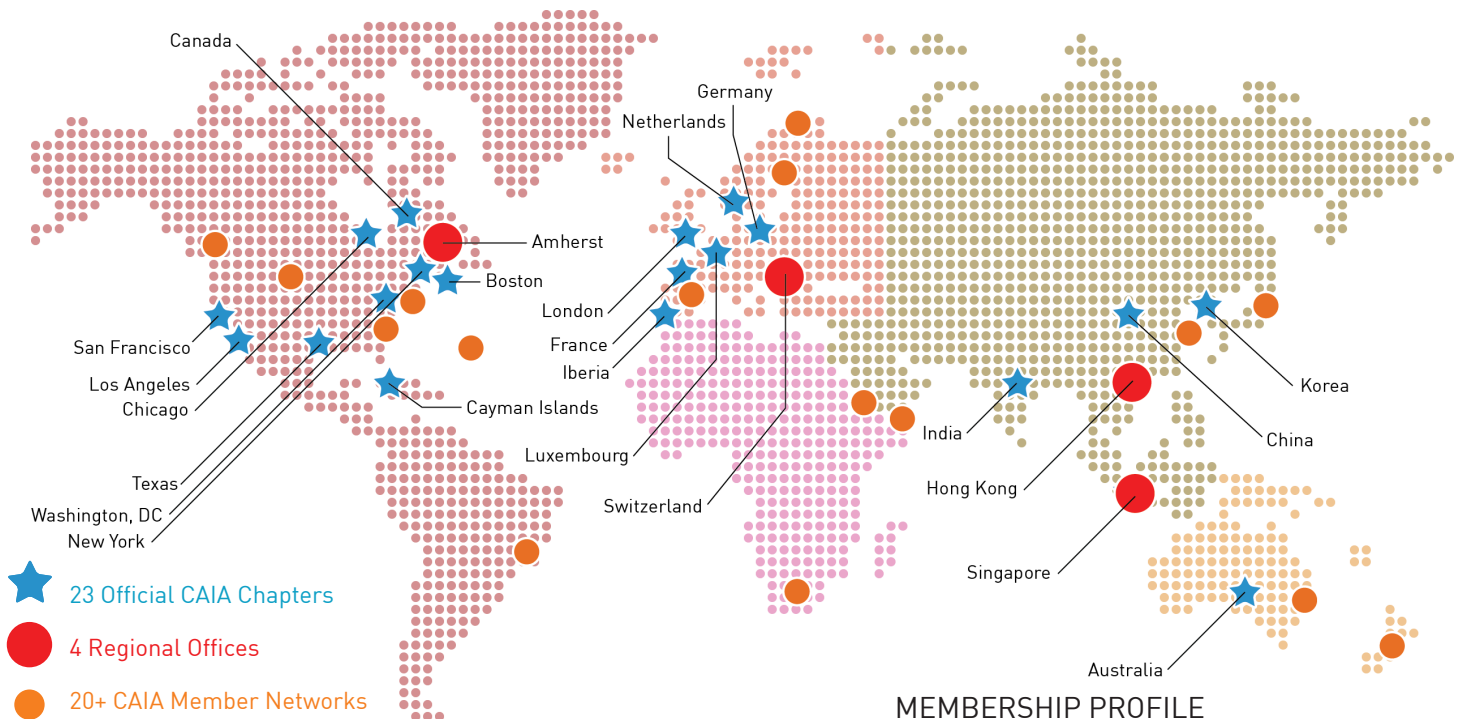 Canada
Germany
Netherlands
Amherst
Boston
London
San Francisco
France
Iberia
Los Angeles
Korea
Chicago
Cayman Islands
India
China
Luxembourg
Texas
Hong Kong
Switzerland
Washington, DC
New York
Singapore
23 Official CAIA Chapters
4 Regional Offices
Australia
20+ CAIA Member Networks
MEMBERSHIP PROFILE